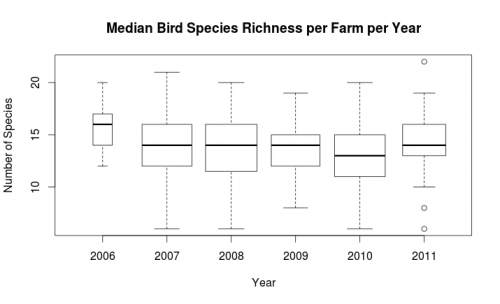 Median Bird Species Richness per Farm per Year
Number of Species
20
15
10
2006 2007 2008 2009 2010 2011
Year